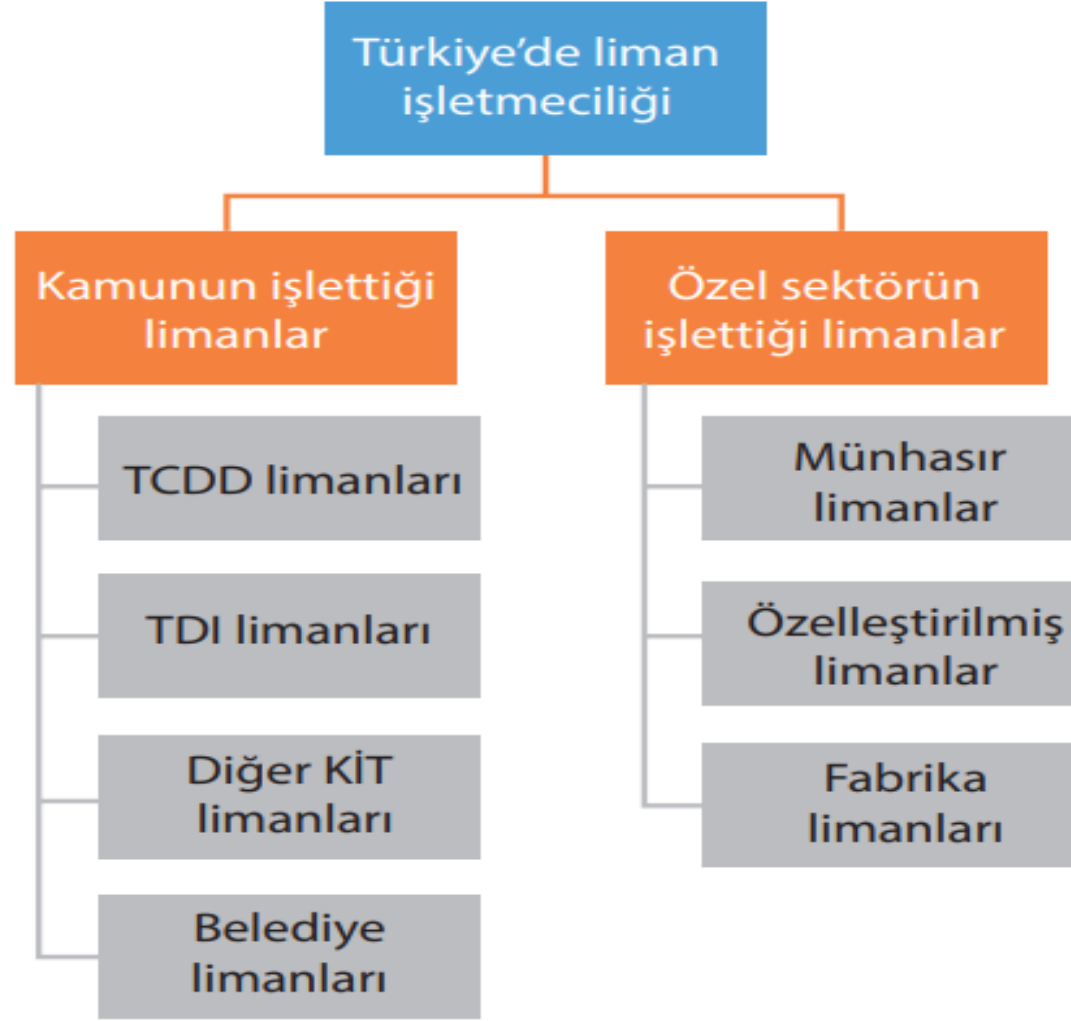 Türkiye’de liman
işletmeciliği
Kamunun işlettiği
limanlar
TCDD limanları
TDI limanları
Diğer KİT
limanları
Belediye
limanları
Özel sektörün
işlettiği limanlar
Münhasır
limanlar
Özelleştirilmiş
limanlar
Fabrika
limanları